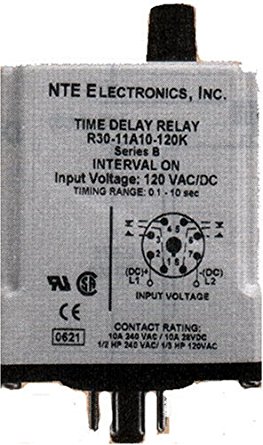 NTE ELECTRONICS, INC.
TIME DELAY RELAY
R30-11A10-120K
Series B
INTERVAL ON
Input Voltage: 120 VAC/DC
TIMING RANGE: 0.1 - 10 sec
(DC)+ (DC)-
L1 L2
INPUT VOLTAGE
CE
0621
CONTACT RATING:
10A 240 VAC / 10A 28VDC
1/2 HP 240 VAC/ 1/3 HP 120VAC